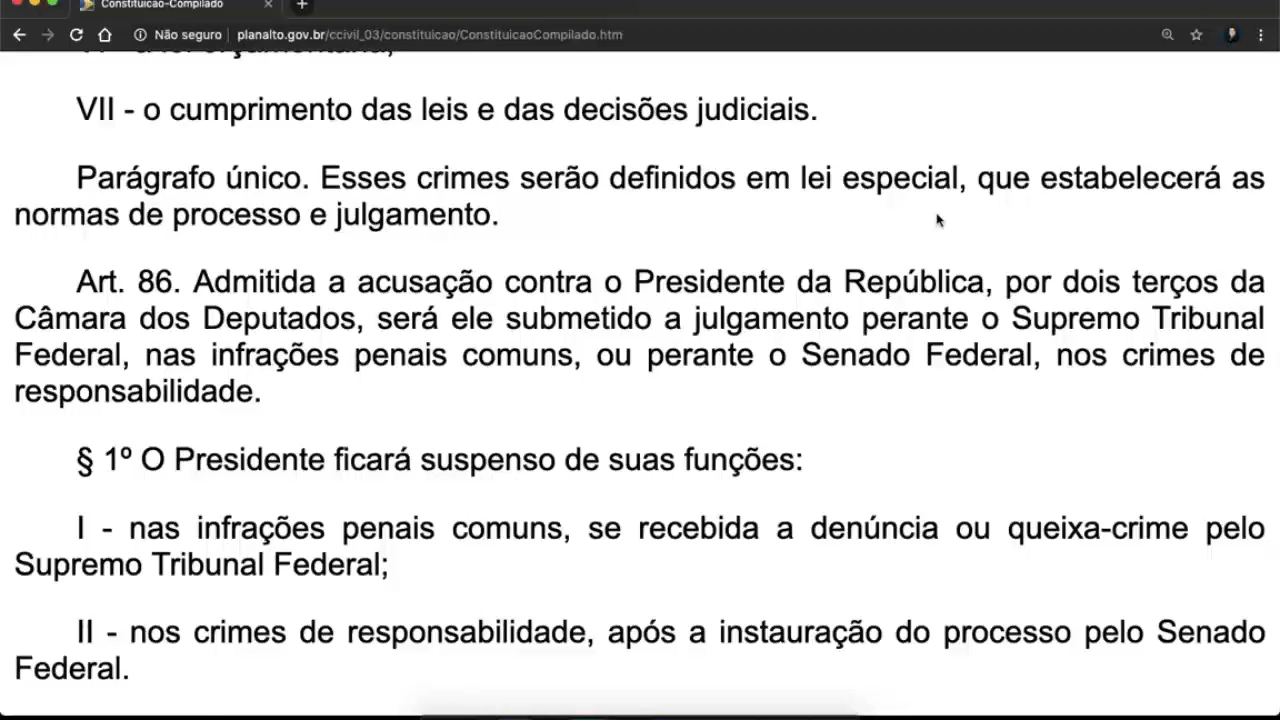 Constituicao-Compilado
Não seguro
planalto.gov.br/ccivil_03/constituicao/ConstituicaoCompilado.htm
VII - o cumprimento das leis e das decisões judiciais.
Parágrafo único. Esses crimes serão definidos em lei especial, que estabelecerá as
normas de processo e julgamento.
Art. 86. Admitida a acusação contra o Presidente da República, por dois terços da
Câmara dos Deputados, será ele submetido a julgamento perante o Supremo Tribunal
Federal, nas infrações penais comuns, ou perante o Senado Federal, nos crimes de
responsabilidade.
§ 1º O Presidente ficará suspenso de suas funções:
I - nas infrações penais comuns, se recebida a denúncia ou queixa-crime pelo
Supremo Tribunal Federal;
II - nos crimes de responsabilidade, após a instauração do processo pelo Senado
Federal.